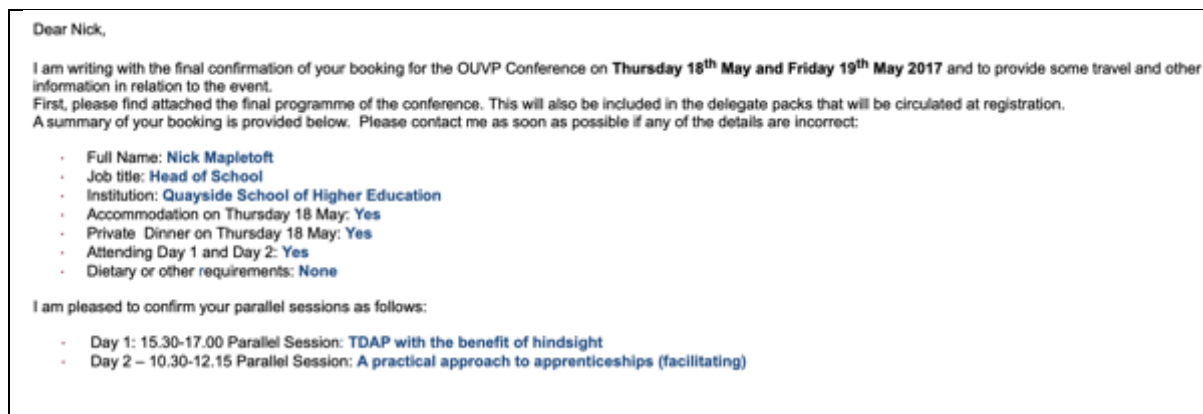 Dear Nick,
I am writing with the final confirmation of your booking for the OUVP Conference on Thursday 18th May and Friday 19th May 2017 and to provide some travel and other
information in relation to the event.
First, please find attached the final programme of the conference. This will also be included in the delegate packs that will be circulated at registration.
A summary of your booking is provided below.  Please contact me as soon as possible if any of the details are incorrect:
· Full Name: Nick Mapletoft
· Job title: Head of School
· Institution: Quayside School of Higher Education
· Accommodation on Thursday 18 May: Yes
· Private  Dinner on Thursday 18 May: Yes
· Attending Day 1 and Day 2: Yes
· Dietary or other requirements: None
I am pleased to confirm your parallel sessions as follows:
· Day 1: 15.30-17.00 Parallel Session: TDAP with the benefit of hindsight
· Day 2 – 10.30-12.15 Parallel Session: A practical approach to apprenticeships (facilitating)